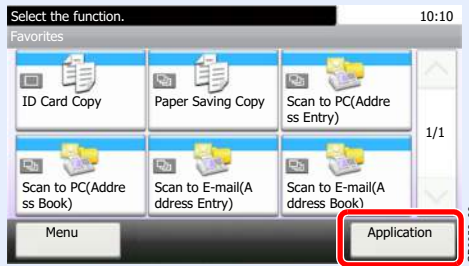 Select the function.
10:10
Favorites
ID Card Copy
Paper Saving Copy
Scan to PC(Addre
ss Entry)
1/1
Scan to PC(Addre
ss Book)
Scan to E-mail(A
ddress Entry)
Scan to E-mail(A
ddress Book)
Menu
Application